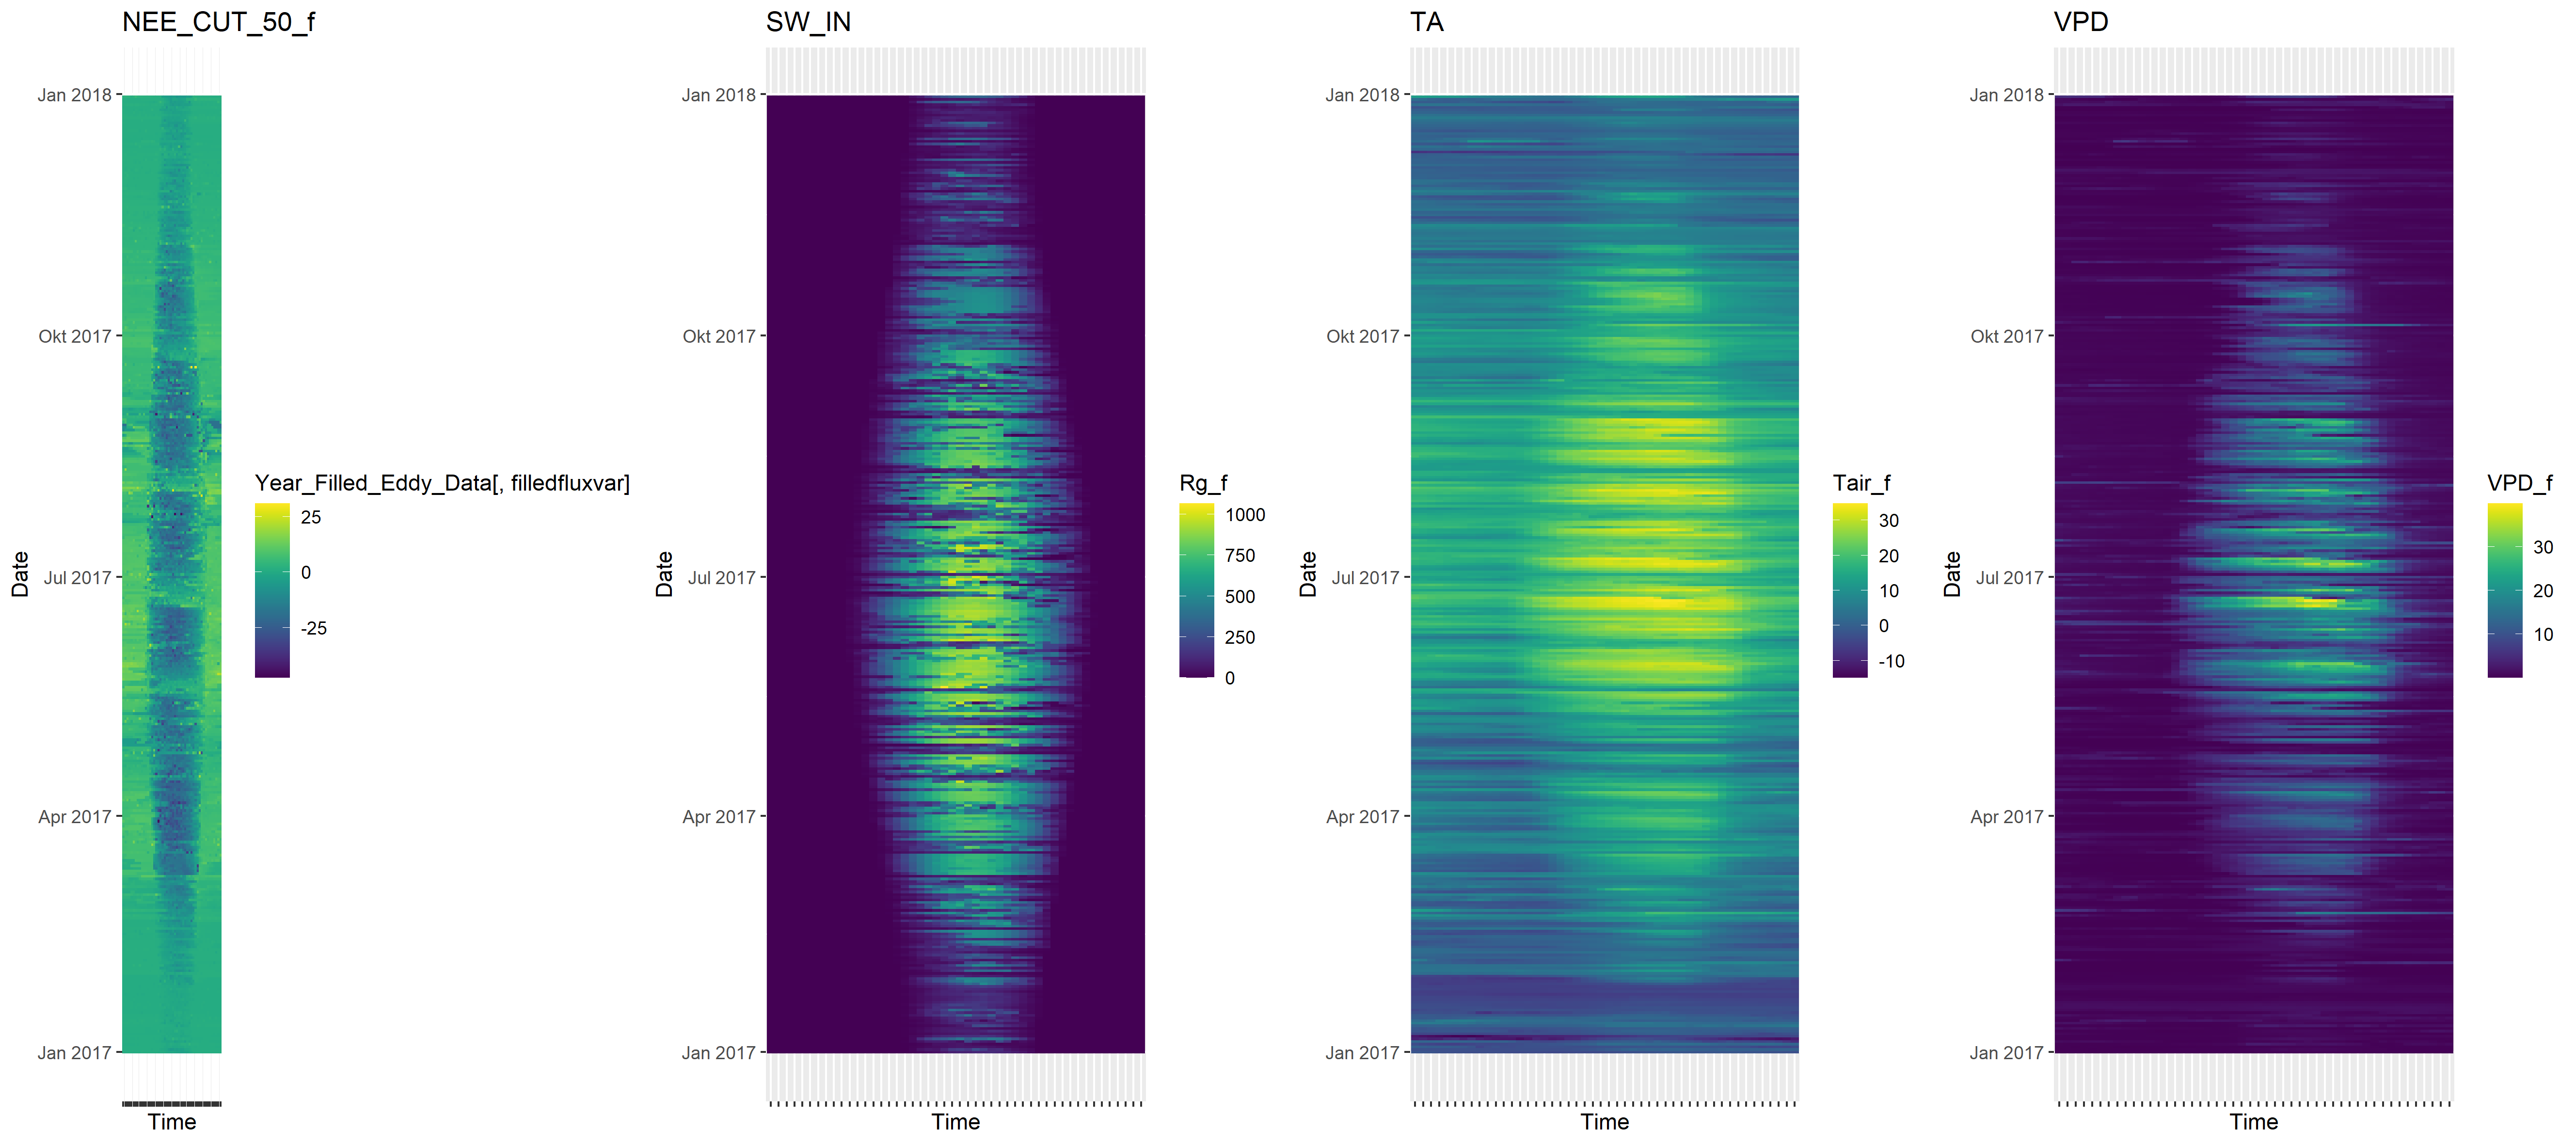 NEE_CUT_50_f
Jan 2018
Okt 2017
Jul 2017
Apr 2017
Jan 2017
Date
Time
Year_Filled_Eddy_Data[, filledfluxvar]
25
0
-25
SW_IN
Jan 2018
Okt 2017
Jul 2017
Apr 2017
Jan 2017
Date
Time
Rg_f
1000
750
500
250
0
TA
Jan 2018
Okt 2017
Jul 2017
Apr 2017
Jan 2017
Date
Time
Tair_f
30
20
10
0
-10
VPD
Jan 2018
Okt 2017
Jul 2017
Apr 2017
Jan 2017
Date
Time
VPD_f
30
20
10